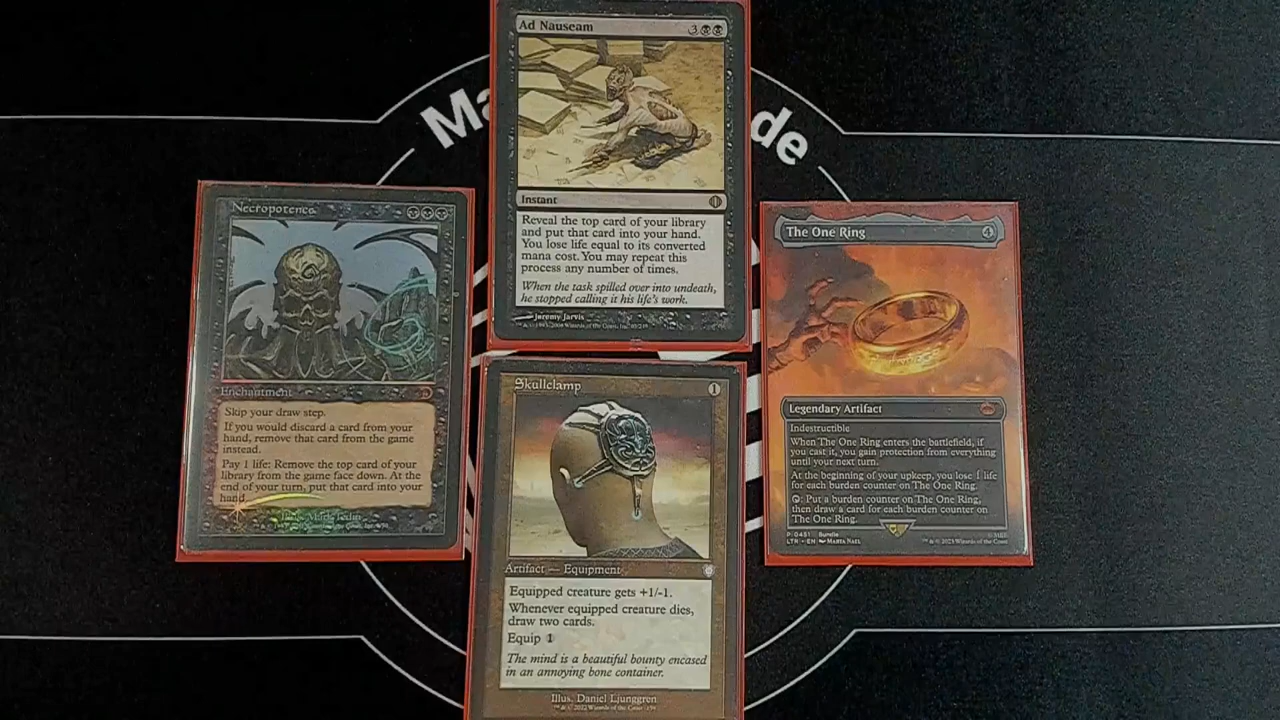 Ma
de
Ad Nauseam 3
Instant
Reveal the top card of your library
and put that card into your hand.
You lose life equal to its converted
mana cost. You may repeat this
process any number of times.
When the task spilled over into undeath,
he stopped calling it his life's work.
Jeremy Jarvis
Necropotence
Enchantment
Skip your draw step.
If you would discard a card from your
hand, remove that card from the game
instead.
Pay 1 life: Remove the top card of your
library from the game face down. At the
end of your turn, put that card into your
hand.
Skullclamp 1
Artifact — Equipment
Equipped creature gets +1/-1.
Whenever equipped creature dies,
draw two cards.
Equip 1
The mind is a beautiful bounty encased
in an annoying bone container.
Illus. Daniel Ljunggren
The One Ring 4
Legendary Artifact
Indestructible
When The One Ring enters the battlefield, if
you cast it, you gain protection from everything
until your next turn.
At the beginning of your upkeep, you lose 1 life
for each burden counter on The One Ring.
: Put a burden counter on The One Ring,
then draw a card for each burden counter on
The One Ring.
P 0451 Bundle
LTR • EN